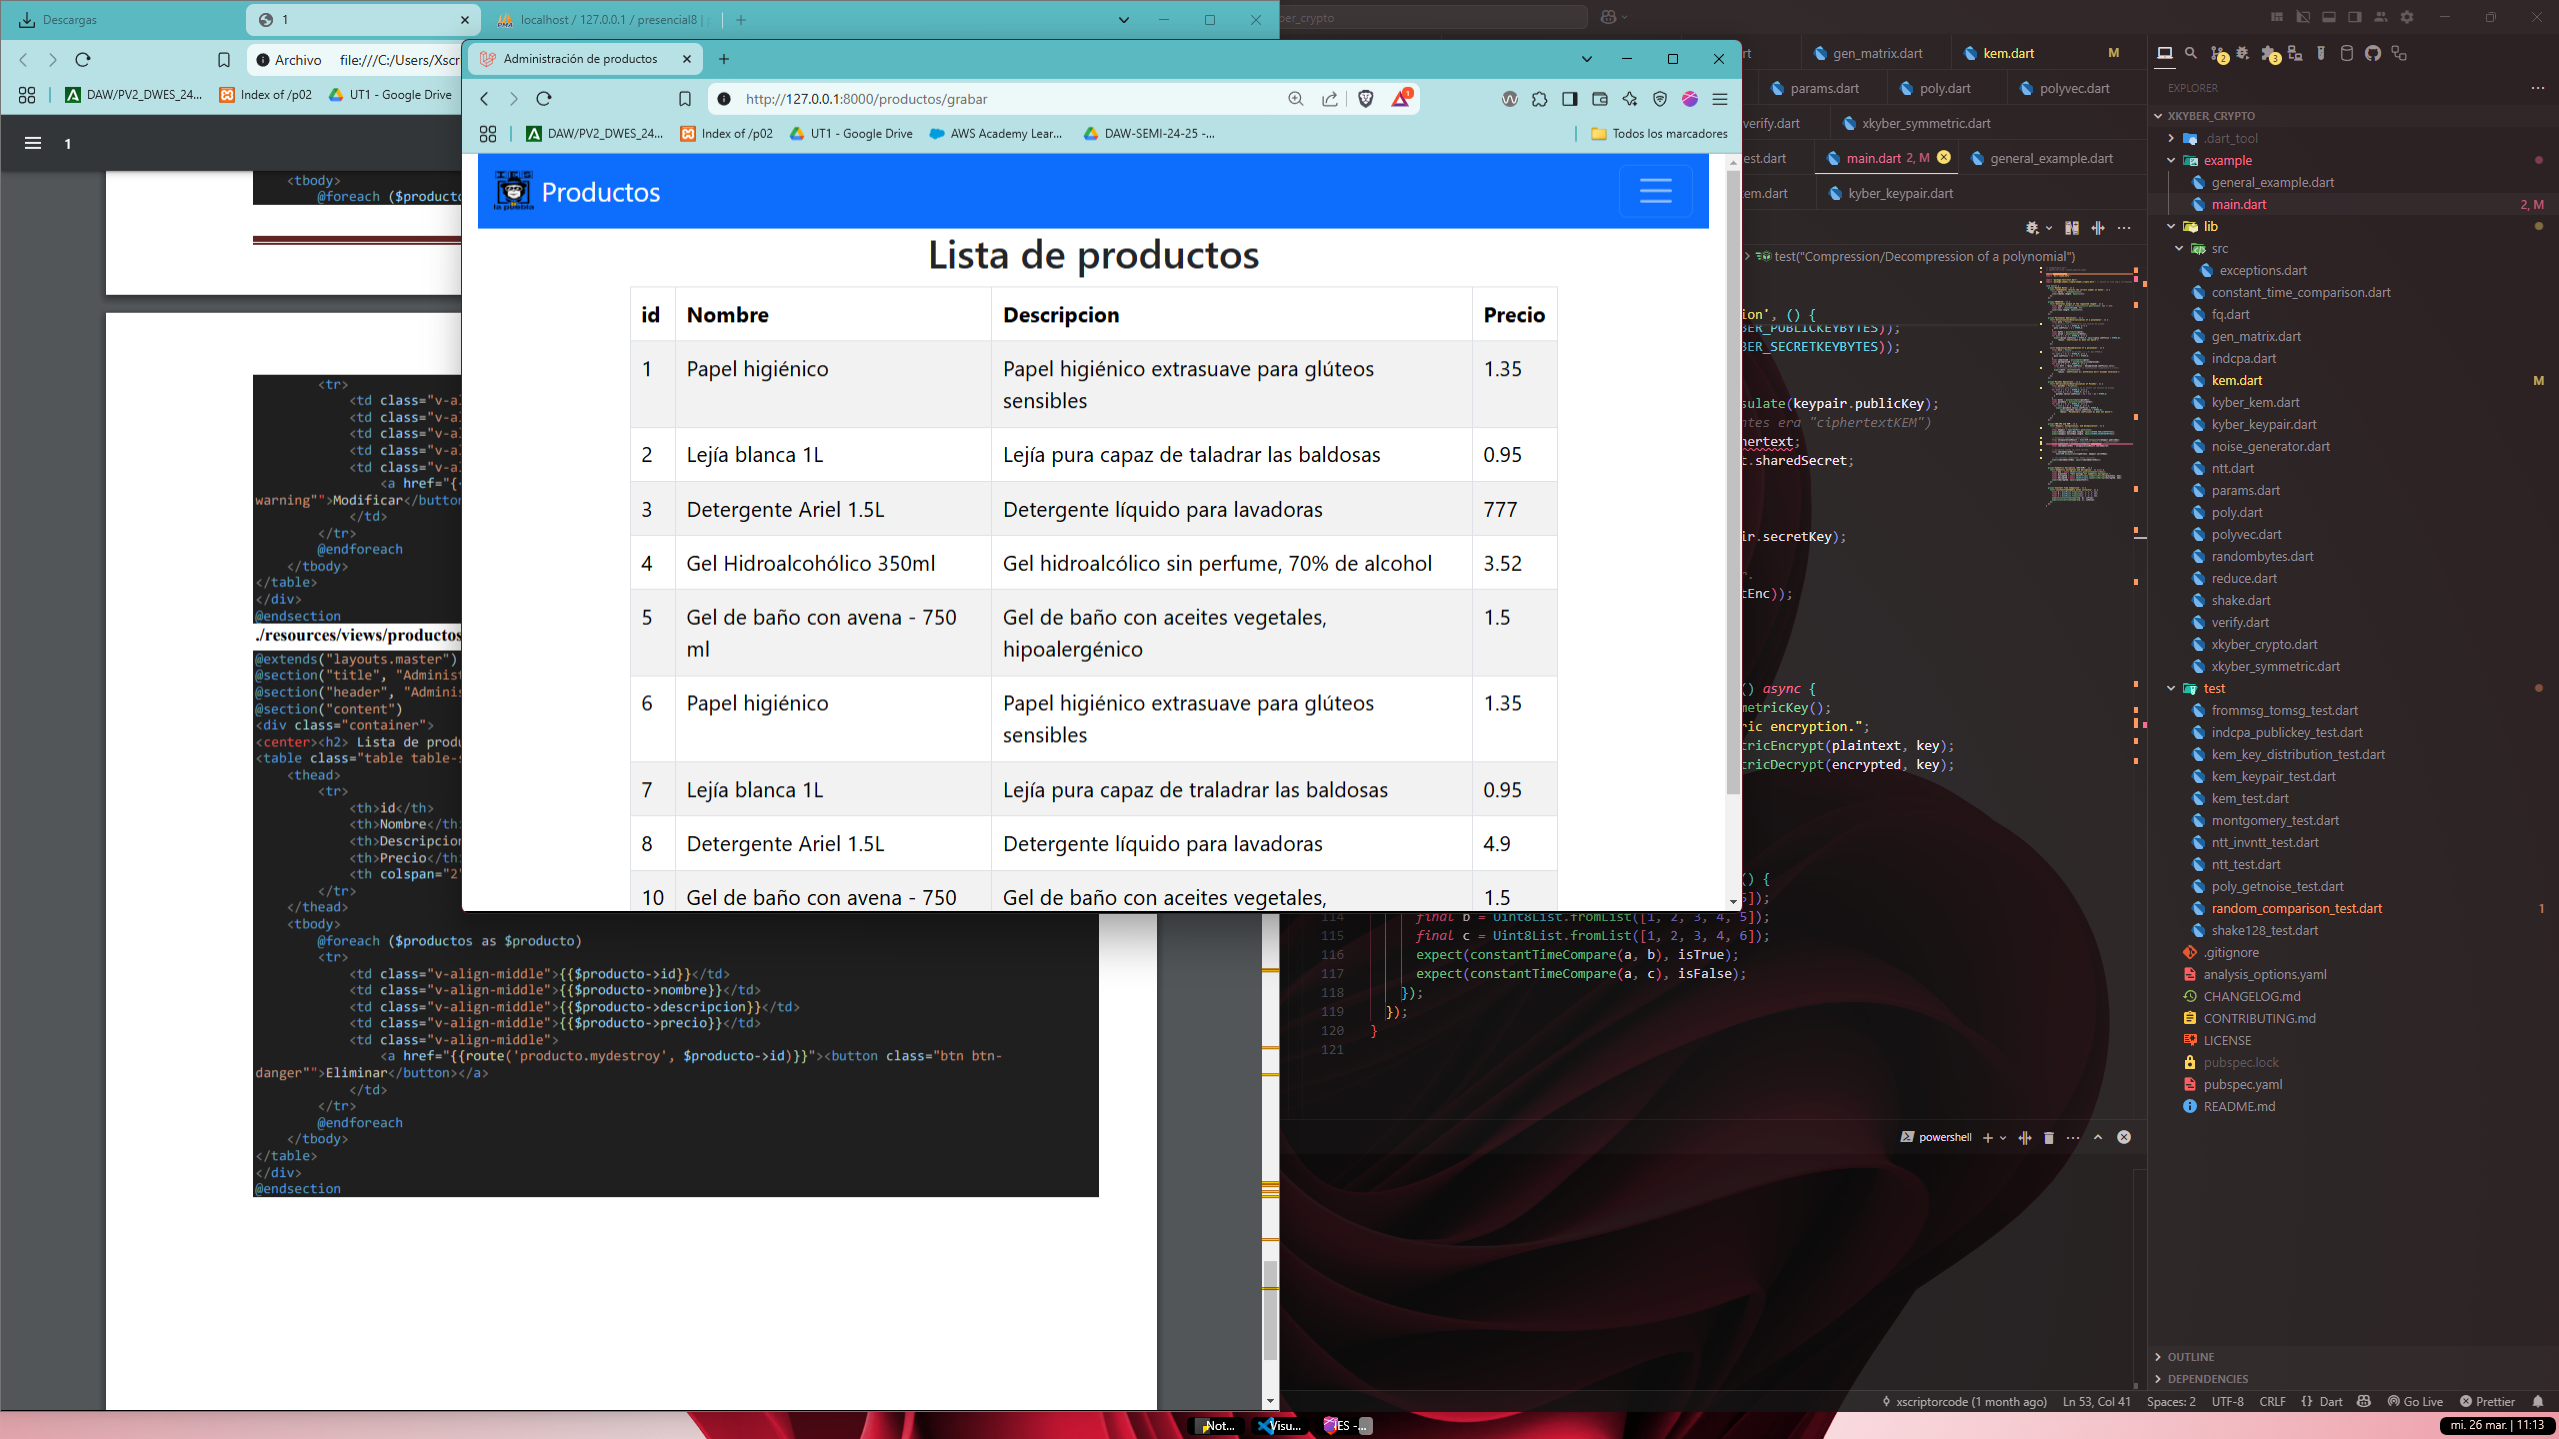 Descargas
1
localhost / 127.0.0.1 / presencial8 | p
Archivo file:///C:/Users/Xscr
DAW/PV2_DWES_24...
Index of /p02
UT1 - Google Drive
1
<tbody>
@foreach ($producto
<tr>
<td class="v-al
<td class="v-al
<td class="v-al
<td class="v-al
<td class="v-al
<a href="{
warning"">Modificar</button
</td>
</tr>
@endforeach
</tbody>
</table>
</div>
@endsection
./resources/views/productos
@extends("layouts.master")
@section("title", "Administ
@section("header", "Adminis
@section("content")
<div class="container">
<center><h2> Lista de produ
<table class="table table-s
<thead>
<tr>
<th>id</th>
<th>Nombre</th
<th>Descripcion
<th>Precio</th
<th colspan="2"
</tr>
</thead>
<tbody>
@foreach ($productos as $producto)
<tr>
<td class="v-align-middle">{{$producto->id}}</td>
<td class="v-align-middle">{{$producto->nombre}}</td>
<td class="v-align-middle">{{$producto->descripcion}}</td>
<td class="v-align-middle">{{$producto->precio}}</td>
<td class="v-align-middle">
<a href="{{route('producto.mydestroy', $producto->id)}}"><button class="btn btn-
danger"">Eliminar</button></a>
</td>
</tr>
@endforeach
</tbody>
</table>
</div>
@endsection
Administración de productos
http://127.0.0.1:8000/productos/grabar
1
DAW/PV2_DWES_24...
Index of /p02
UT1 - Google Drive
AWS Academy Lear...
DAW-SEMI-24-25 -...
Todos los marcadores
IES
la puebla
Productos
Lista de productos
id Nombre Descripcion Precio
1 Papel higiénico Papel higiénico extrasuave para glúteos 1.35
sensibles
2 Lejía blanca 1L Lejía pura capaz de taladrar las baldosas 0.95
3 Detergente Ariel 1.5L Detergente líquido para lavadoras 777
4 Gel Hidroalcohólico 350ml Gel hidroalcólico sin perfume, 70% de alcohol 3.52
5 Gel de baño con avena - 750 Gel de baño con aceites vegetales, 1.5
ml hipoalergénico
6 Papel higiénico Papel higiénico extrasuave para glúteos 1.35
sensibles
7 Lejía blanca 1L Lejía pura capaz de traladrar las baldosas 0.95
8 Detergente Ariel 1.5L Detergente líquido para lavadoras 4.9
10 Gel de baño con avena - 750 Gel de baño con aceites vegetales, 1.5
ber_crypto
rt gen_matrix.dart kem.dart M
params.dart poly.dart polyvec.dart
verify.dart xkyber_symmetric.dart
est.dart main.dart 2, M general_example.dart
em.dart kyber_keypair.dart
test("Compression/Decompression of a polynomial")
ion', () {
BER_PUBLICKEYBYTES));
BER_SECRETKEYBYTES));
sulate(keypair.publicKey);
ntes era "ciphertextKEM")
hertext;
t.sharedSecret;
ir.secretKey);
r.
tEnc));
() async {
metricKey();
ric encryption.";
tricEncrypt(plaintext, key);
tricDecrypt(encrypted, key);
() {
5]);
114 final b = Uint8List.fromList([1, 2, 3, 4, 5]);
115 final c = Uint8List.fromList([1, 2, 3, 4, 6]);
116 expect(constantTimeCompare(a, b), isTrue);
117 expect(constantTimeCompare(a, c), isFalse);
118 });
119 });
120 }
121
powershell
2
3
EXPLORER
XKYBER_CRYPTO
.dart_tool
example
general_example.dart
main.dart 2, M
lib
src
exceptions.dart
constant_time_comparison.dart
fq.dart
gen_matrix.dart
indcpa.dart
kem.dart M
kyber_kem.dart
kyber_keypair.dart
noise_generator.dart
ntt.dart
params.dart
poly.dart
polyvec.dart
randombytes.dart
reduce.dart
shake.dart
verify.dart
xkyber_crypto.dart
xkyber_symmetric.dart
test
frommsg_tomsg_test.dart
indcpa_publickey_test.dart
kem_key_distribution_test.dart
kem_keypair_test.dart
kem_test.dart
montgomery_test.dart
ntt_invntt_test.dart
ntt_test.dart
poly_getnoise_test.dart
random_comparison_test.dart 1
shake128_test.dart
.gitignore
analysis_options.yaml
CHANGELOG.md
CONTRIBUTING.md
LICENSE
pubspec.lock
pubspec.yaml
README.md
OUTLINE
DEPENDENCIES
xscriptorcode (1 month ago) Ln 53, Col 41 Spaces: 2 UTF-8 CRLF {} Dart Go Live Prettier
Not... Visu... IES -...
mi. 26 mar. | 11:13